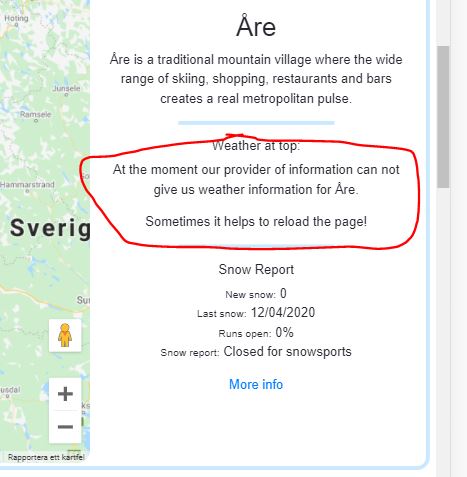 Hoting
Junsele
Ramsele
Hammarstrand
Sverig
Åre
Åre is a traditional mountain village where the wide
range of skiing, shopping, restaurants and bars
creates a real metropolitan pulse.
Weather at top:
At the moment our provider of information can not
give us weather information for Åre.
Sometimes it helps to reload the page!
Snow Report
New snow: 0
Last snow: 12/04/2020
Runs open: 0%
Snow report: Closed for snowsports
More info
Rapportera ett kartfel